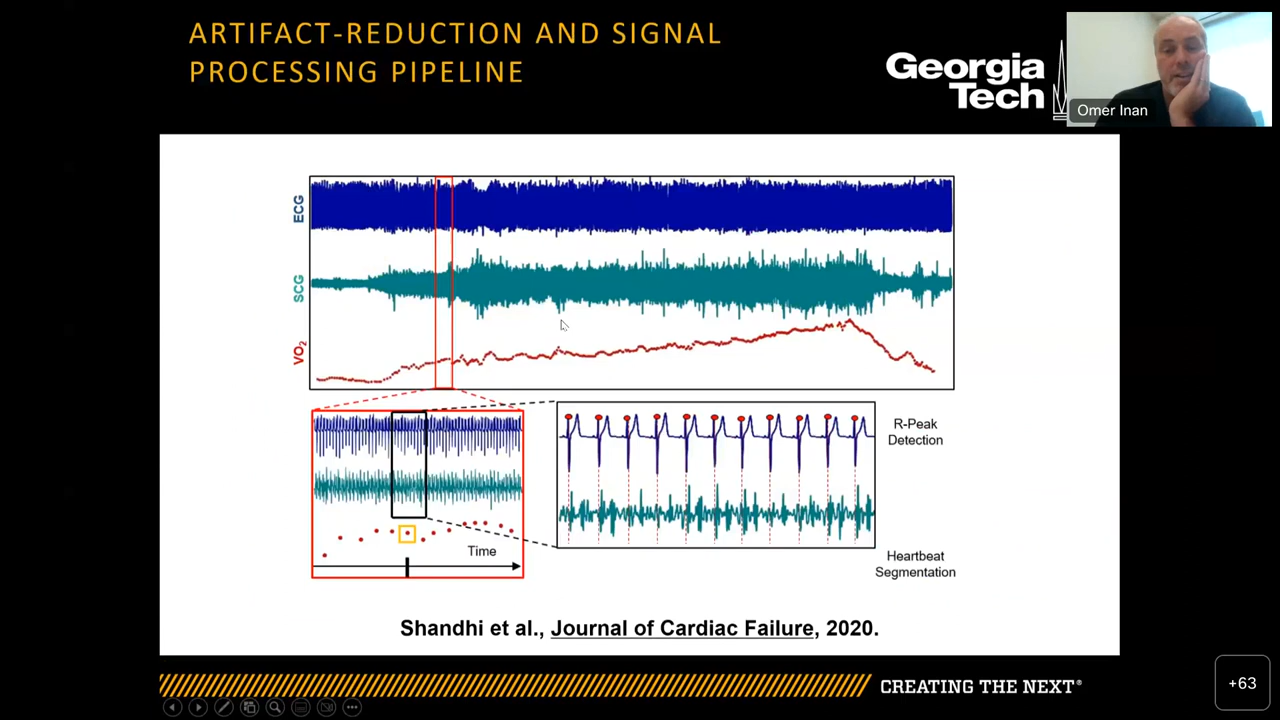 ARTIFACT-REDUCTION AND SIGNAL
PROCESSING PIPELINE
Georgia
Tech
Omer Inan
ECG
SCG
VO₂
R-Peak
Detection
Time
Heartbeat
Segmentation
Shandhi et al., Journal of Cardiac Failure, 2020.
CREATING THE NEXT®
+63